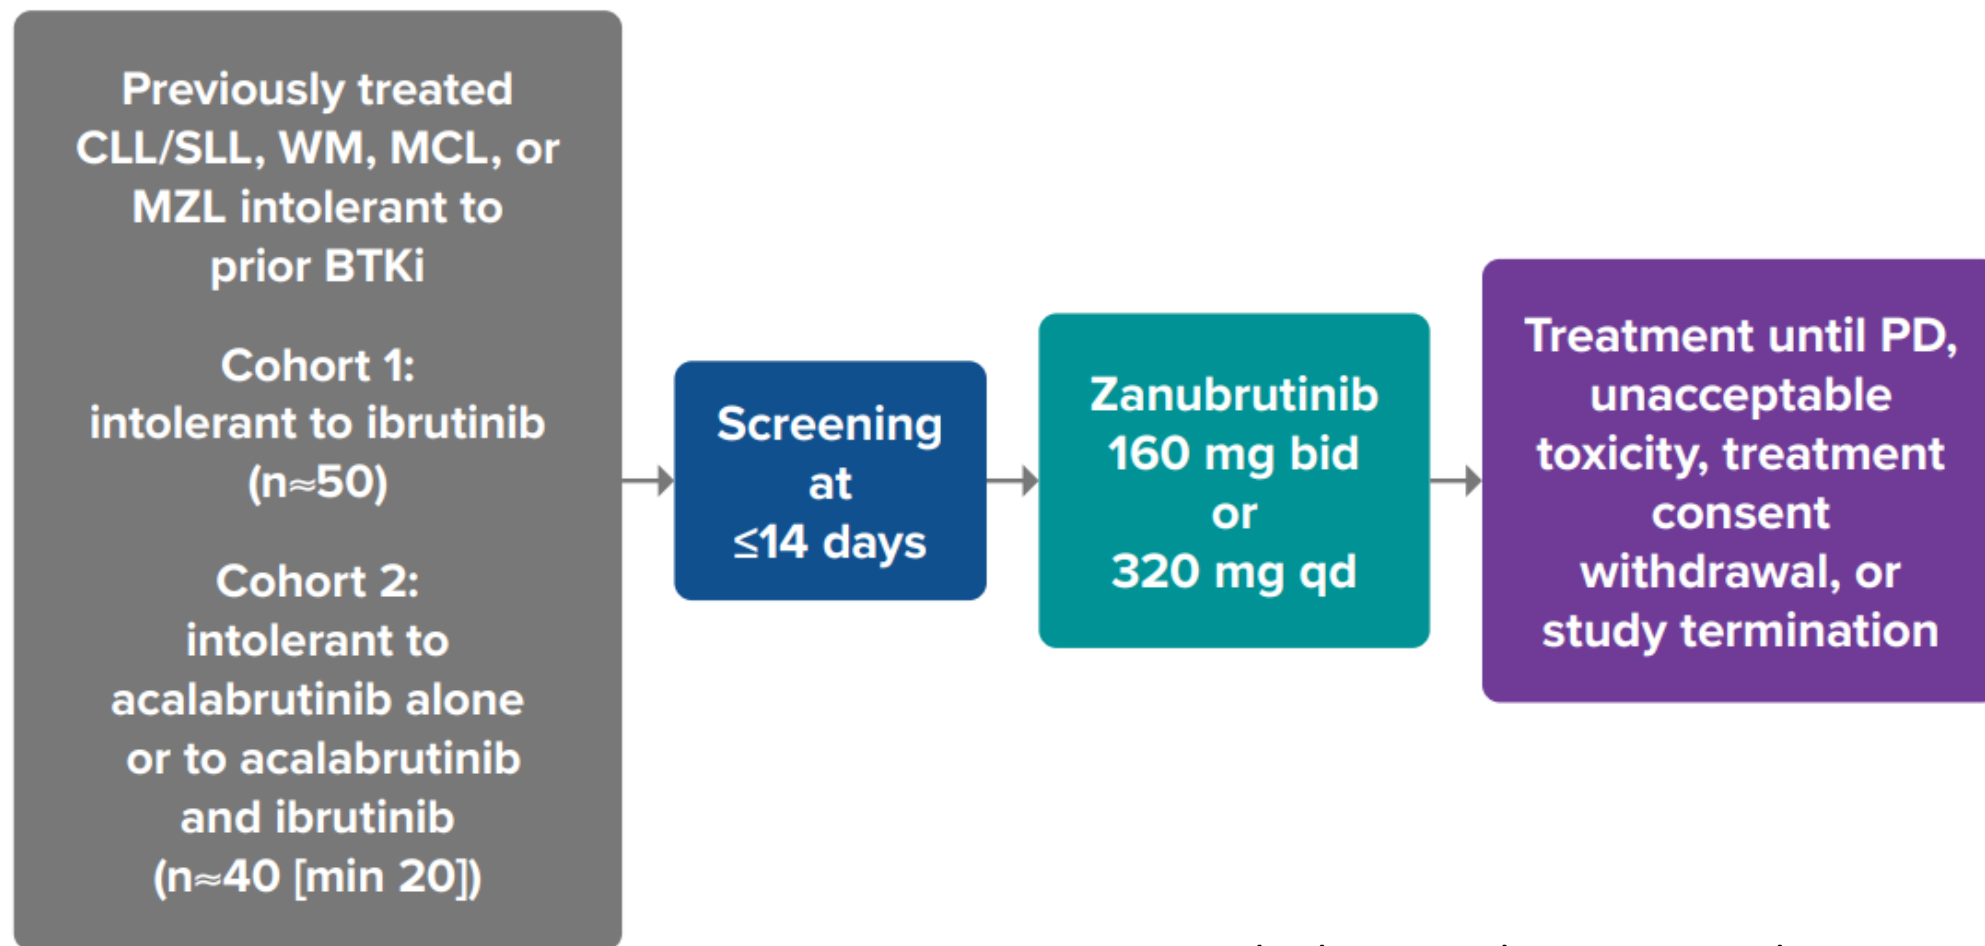 Previously treated
CLL/SLL, WM, MCL, or
MZL intolerant to
prior BTKi
Cohort 1:
intolerant to ibrutinib
(n≈50)
Cohort 2:
intolerant to
acalabrutinib alone
or to acalabrutinib
and ibrutinib
(n≈40 [min 20])
Screening
at
≤14 days
Zanubrutinib
160 mg bid
or
320 mg qd
Treatment until PD,
unacceptable
toxicity, treatment
consent
withdrawal, or
study termination